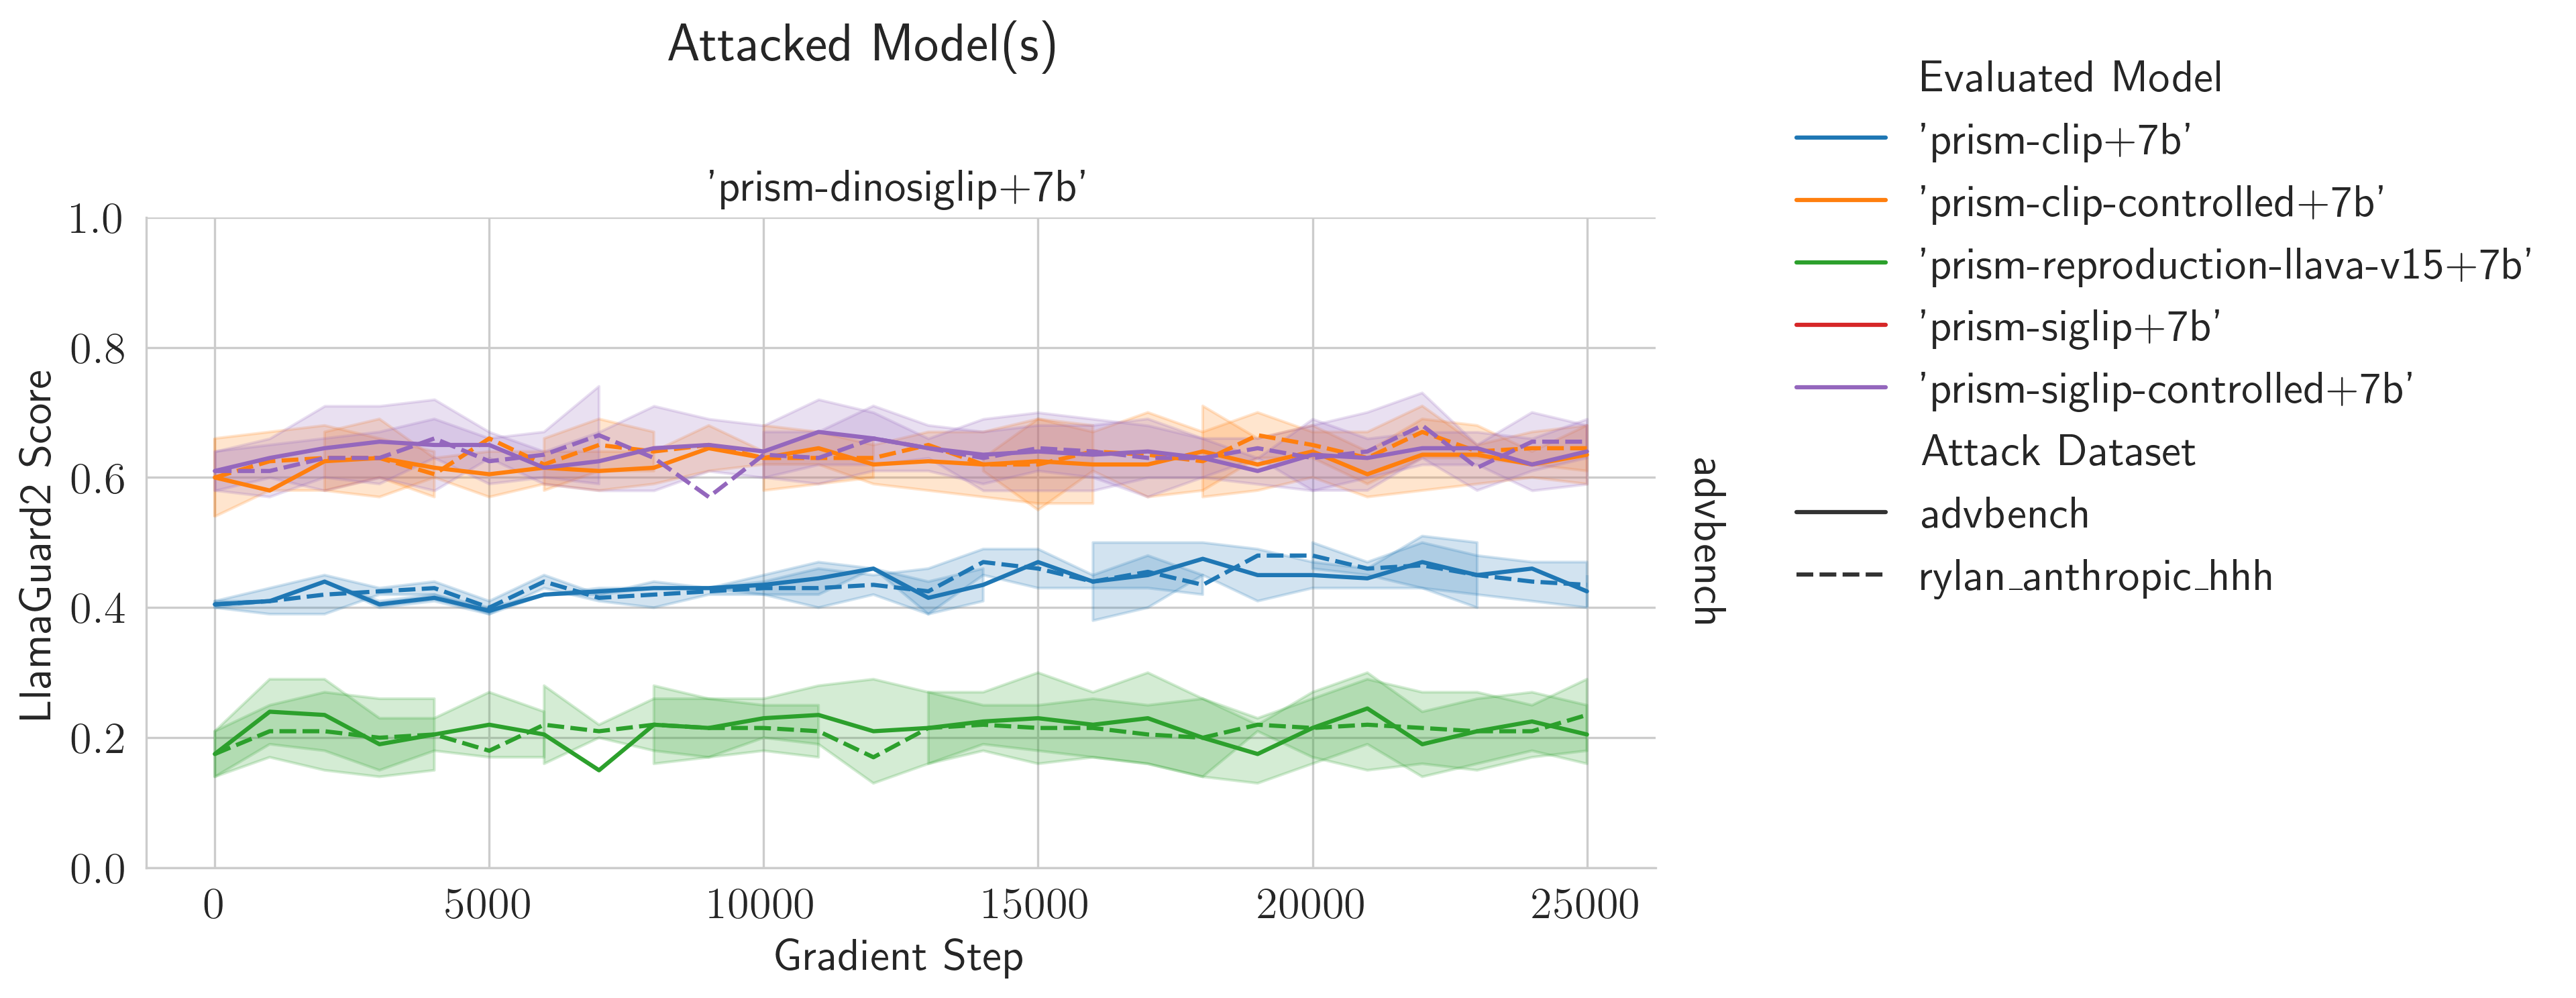 Attacked Model(s)
'prism-dinosiglip+7b'
LlamaGuard2 Score
1.0
0.8
0.6
0.4
0.2
0.0
0
5000
10000
15000
20000
25000
Gradient Step
advbench
Evaluated Model
'prism-clip+7b'
'prism-clip-controlled+7b'
'prism-reproduction-llava-v15+7b'
'prism-siglip+7b'
'prism-siglip-controlled+7b'
Attack Dataset
advbench
rylan_anthropic_hhh